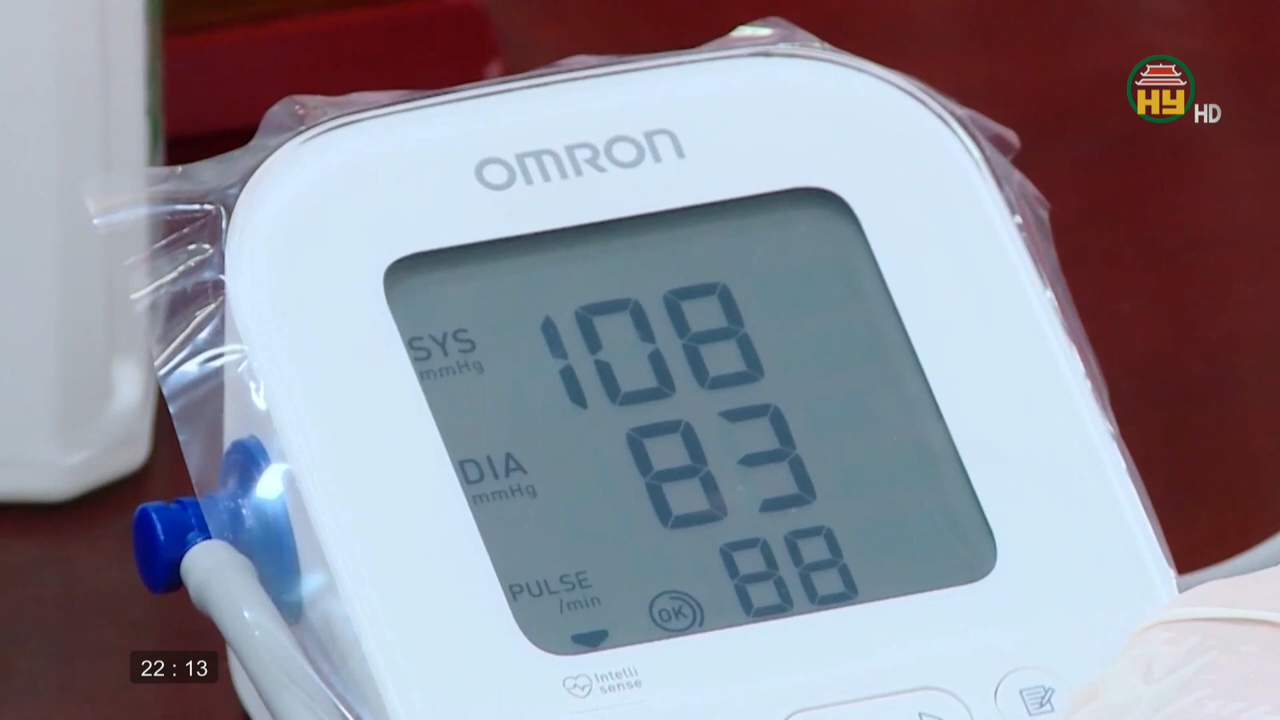 HY HD
OMRON
SYS
mmHg
108
DIA
mmHg
83
PULSE
/min
OK
88
Intelli
sense
22 : 13